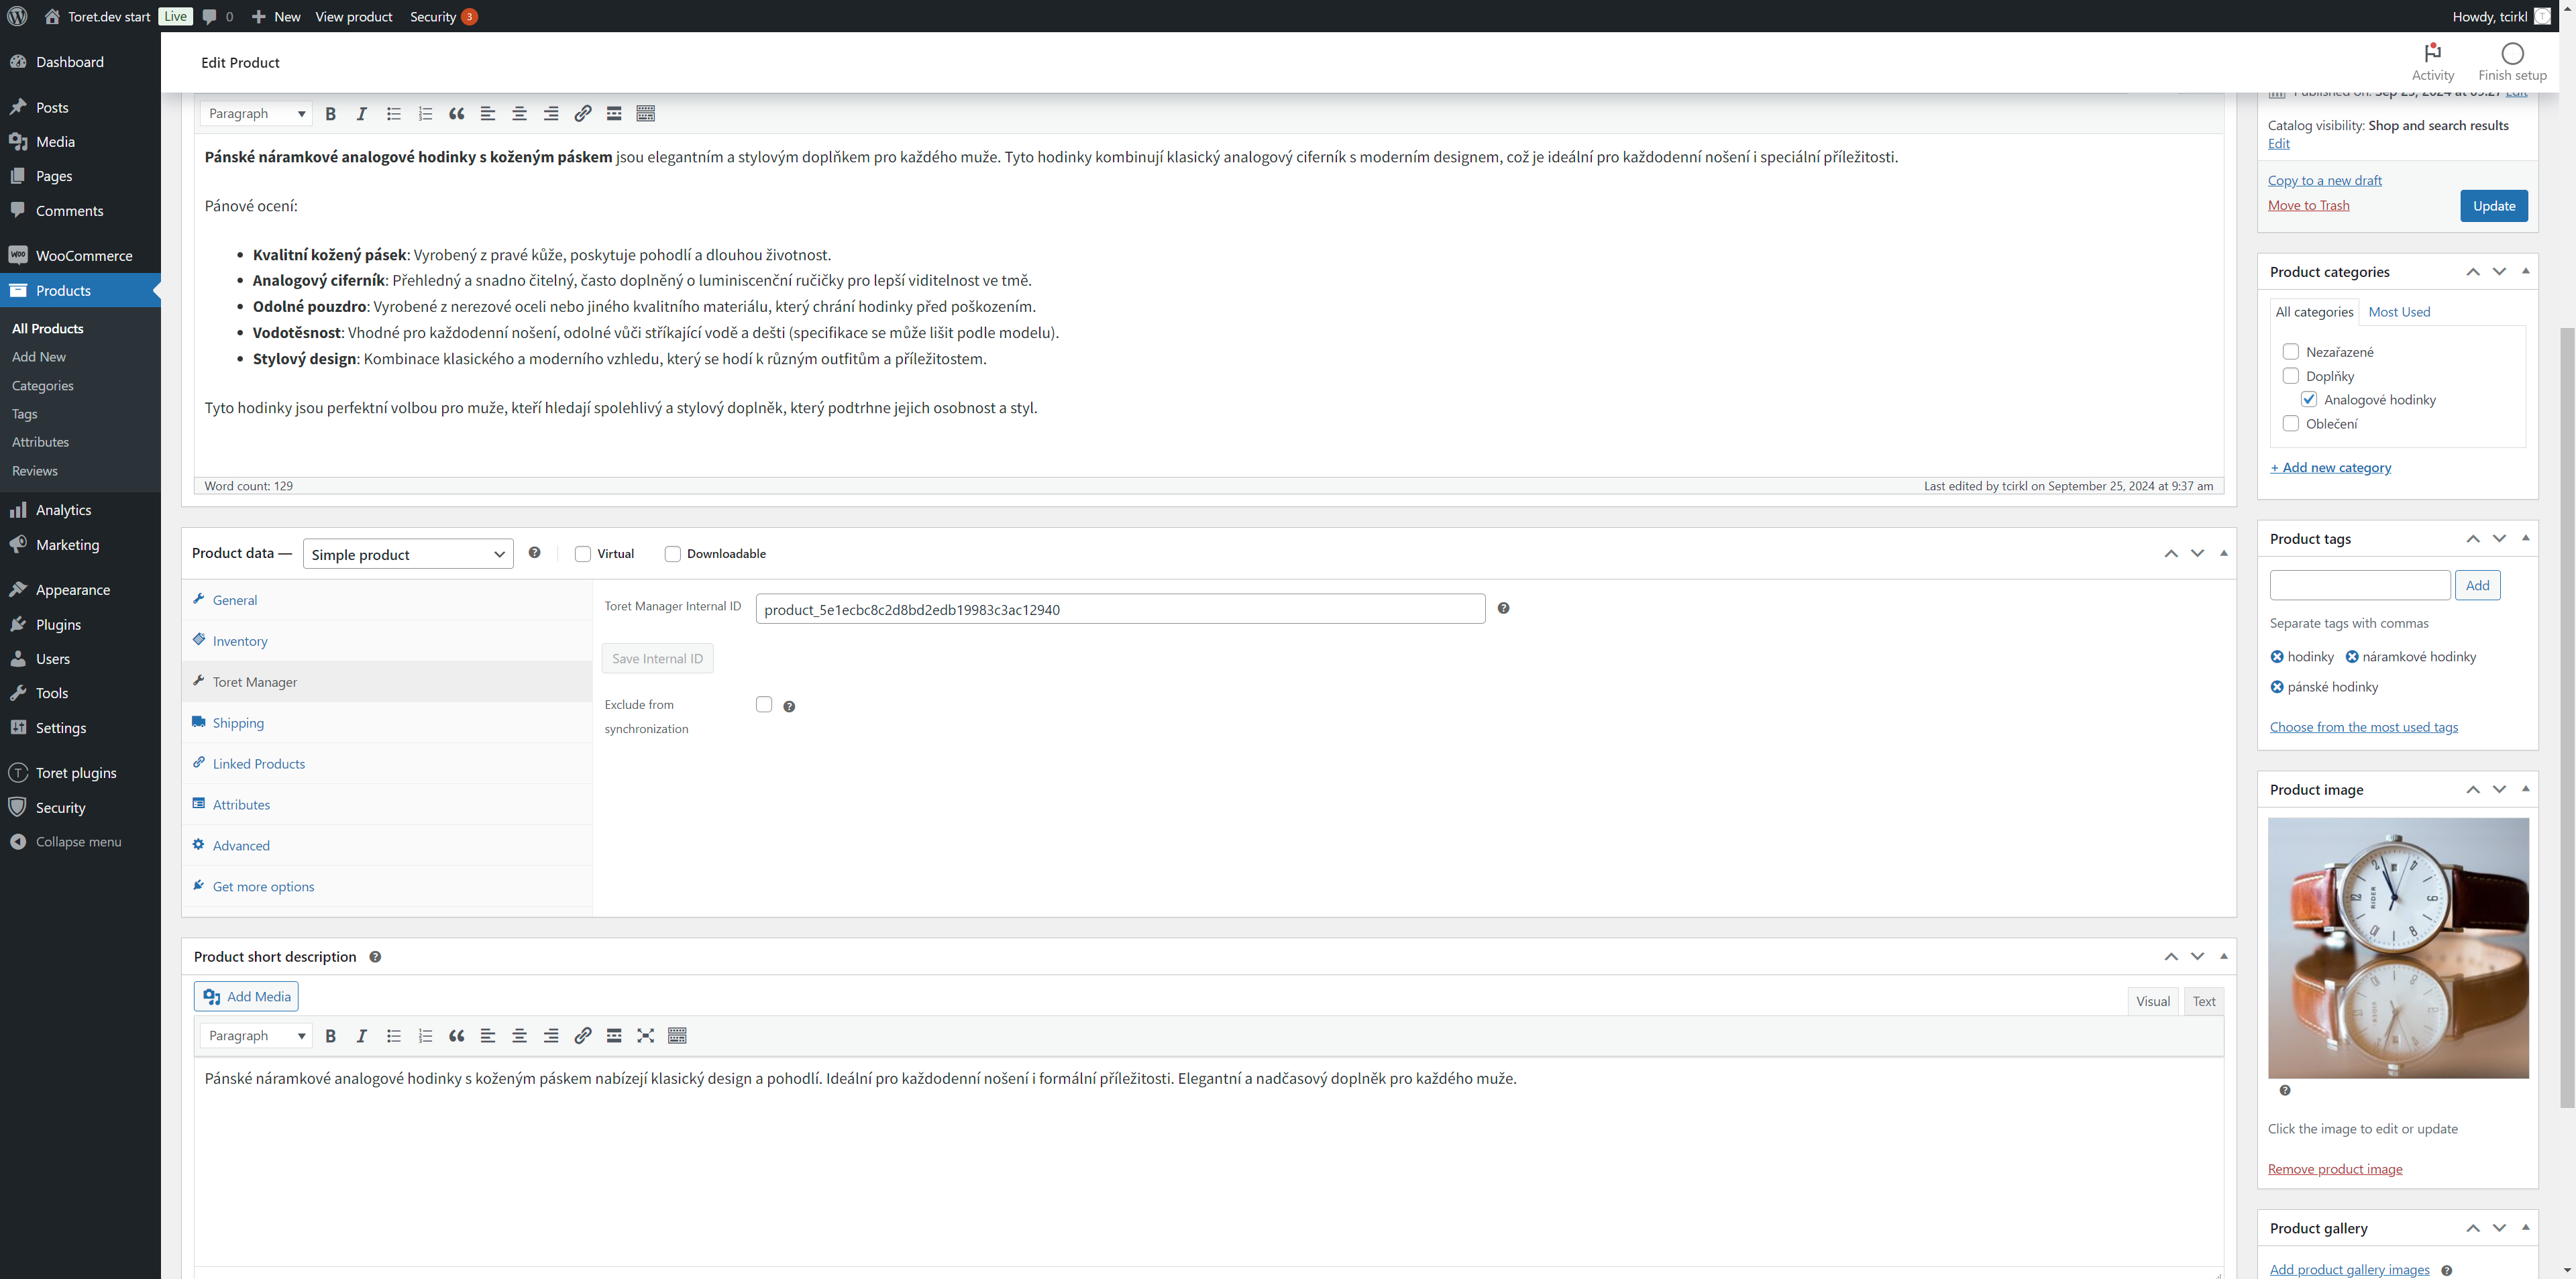 Toret.dev start Live 0 New View product Security 3 Howdy, tcirkl
Edit Product
Activity
Finish setup
Dashboard
Posts
Media
Pages
Comments
WooCommerce
Products
All Products
Add New
Categories
Tags
Attributes
Reviews
Analytics
Marketing
Appearance
Plugins
Users
Tools
Settings
Toret plugins
Security
Collapse menu
Paragraph
Pánské náramkové analogové hodinky s koženým páskem jsou elegantním a stylovým doplňkem pro každého muže. Tyto hodinky kombinují klasický analogový ciferník s moderním designem, což je ideální pro každodenní nošení i speciální příležitosti.
Pánové ocení:
• Kvalitní kožený pásek: Vyrobený z pravé kůže, poskytuje pohodlí a dlouhou životnost.
• Analogový ciferník: Přehledný a snadno čitelný, často doplněný o luminiscenční ručičky pro lepší viditelnost ve tmě.
• Odolné pouzdro: Vyrobené z nerezové oceli nebo jiného kvalitního materiálu, který chrání hodinky před poškozením.
• Vodotěsnost: Vhodné pro každodenní nošení, odolné vůči stříkající vodě a dešti (specifikace se může lišit podle modelu).
• Stylový design: Kombinace klasického a moderního vzhledu, který se hodí k různým outfitům a příležitostem.
Tyto hodinky jsou perfektní volbou pro muže, kteří hledají spolehlivý a stylový doplněk, který podtrhne jejich osobnost a styl.
Word count: 129
Last edited by tcirkl on September 25, 2024 at 9:37 am
Product data — Simple product Virtual Downloadable
General
Inventory
Toret Manager
Shipping
Linked Products
Attributes
Advanced
Get more options
Toret Manager Internal ID product_5e1ecbc8c2d8bd2edb19983c3ac12940
Save Internal ID
Exclude from
synchronization
Product short description
Add Media
Visual Text
Paragraph
Pánské náramkové analogové hodinky s koženým páskem nabízejí klasický design a pohodlí. Ideální pro každodenní nošení i formální příležitosti. Elegantní a nadčasový doplněk pro každého muže.
Published on: Sep 25, 2024 at 09:27 Edit
Catalog visibility: Shop and search results
Edit
Copy to a new draft
Move to Trash
Update
Product categories
All categories Most Used
Nezařazené
Doplňky
Analogové hodinky
Oblečení
+ Add new category
Product tags
Add
Separate tags with commas
hodinky náramkové hodinky
pánské hodinky
Choose from the most used tags
Product image
RIDER
Click the image to edit or update
Remove product image
Product gallery
Add product gallery images